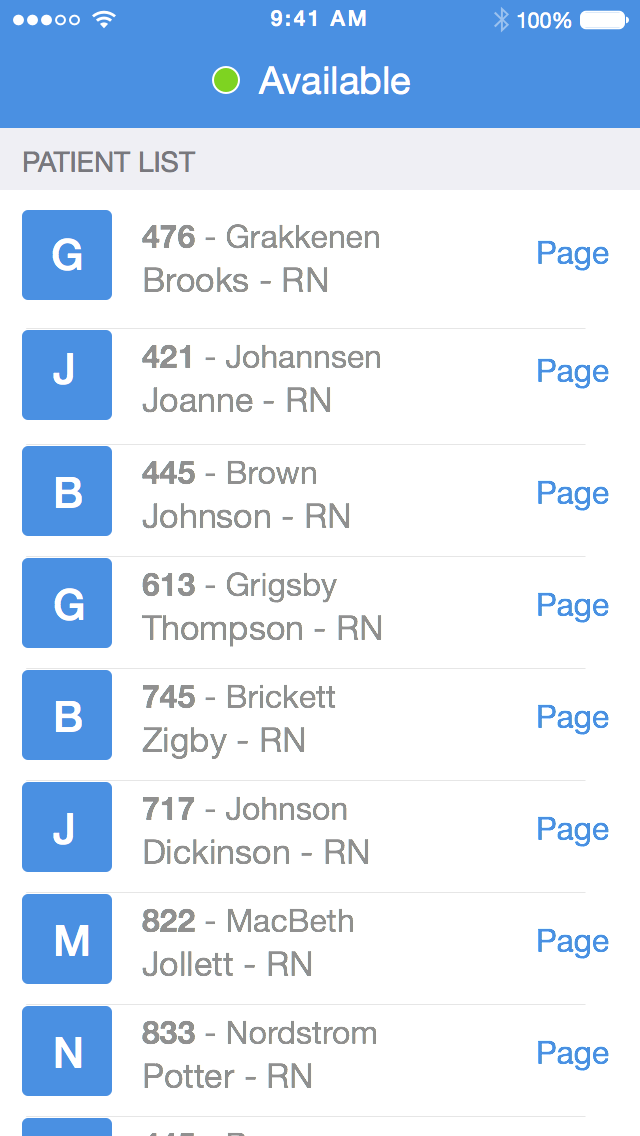 9:41 AM 100%
Available
PATIENT LIST
G
476 - Grakkenen
Brooks - RN
Page
J
421 - Johannsen
Joanne - RN
Page
B
445 - Brown
Johnson - RN
Page
G
613 - Grigsby
Thompson - RN
Page
B
745 - Brickett
Zigby - RN
Page
J
717 - Johnson
Dickinson - RN
Page
M
822 - MacBeth
Jollett - RN
Page
N
833 - Nordstrom
Potter - RN
Page